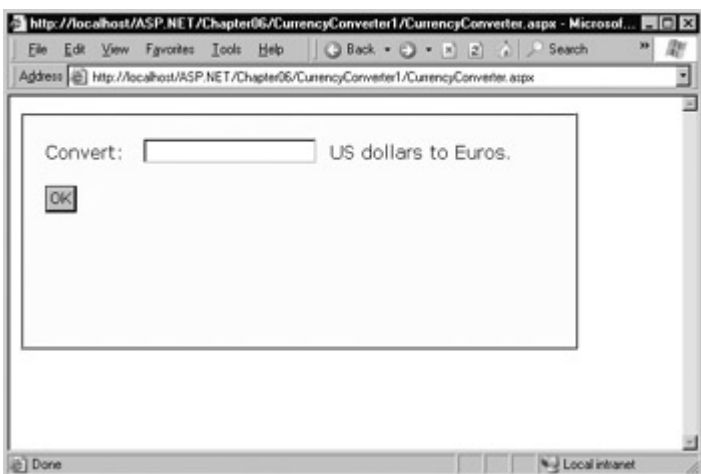 http://localhost/ASP.NET/Chapter06/CurrencyConverter1/CurrencyConverter.aspx - Microsof...
File Edit View Favorites Tools Help Back Search »
Address http://localhost/ASP.NET/Chapter06/CurrencyConverter1/CurrencyConverter.aspx
Convert: US dollars to Euros.
OK
Done Local intranet